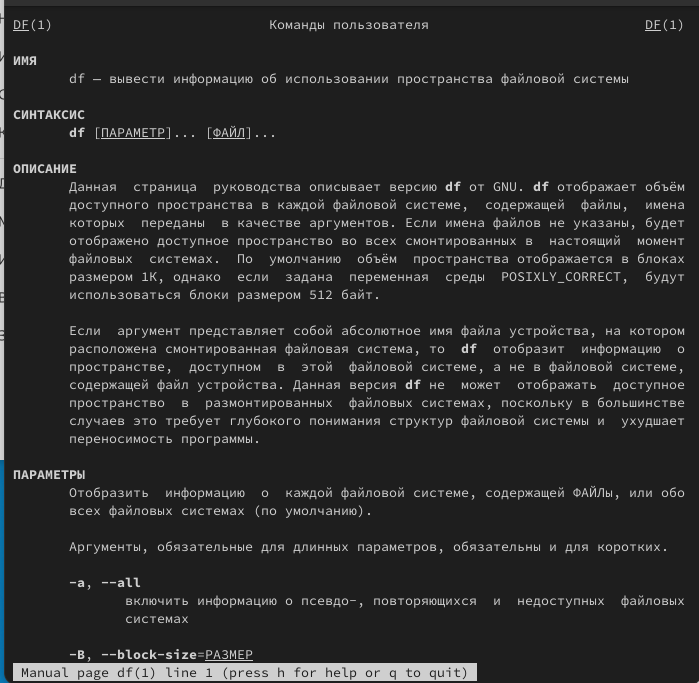 DF(1) Команды пользователя DF(1)
ИМЯ
df — вывести информацию об использовании пространства файловой системы
СИНТАКСИС
df [ПАРАМЕТР]... [ФАЙЛ]...
ОПИСАНИЕ
Данная страница руководства описывает версию df от GNU. df отображает объём
доступного пространства в каждой файловой системе, содержащей файлы, имена
которых переданы в качестве аргументов. Если имена файлов не указаны, будет
отображено доступное пространство во всех смонтированных в настоящий момент
файловых системах. По умолчанию объём пространства отображается в блоках
размером 1К, однако если задана переменная среды POSIXLY_CORRECT, будут
использоваться блоки размером 512 байт.
Если аргумент представляет собой абсолютное имя файла устройства, на котором
расположена смонтированная файловая система, то df отобразит информацию о
пространстве, доступном в этой файловой системе, а не в файловой системе,
содержащей файл устройства. Данная версия df не может отображать доступное
пространство в размонтированных файловых системах, поскольку в большинстве
случаев это требует глубокого понимания структур файловой системы и ухудшает
переносимость программы.
ПАРАМЕТРЫ
Отобразить информацию о каждой файловой системе, содержащей ФАЙЛы, или обо
всех файловых системах (по умолчанию).
Аргументы, обязательные для длинных параметров, обязательны и для коротких.
-a, --all
включить информацию о псевдо-, повторяющихся и недоступных файловых
системах
-B, --block-size=РАЗМЕР
Manual page df(1) line 1 (press h for help or q to quit)